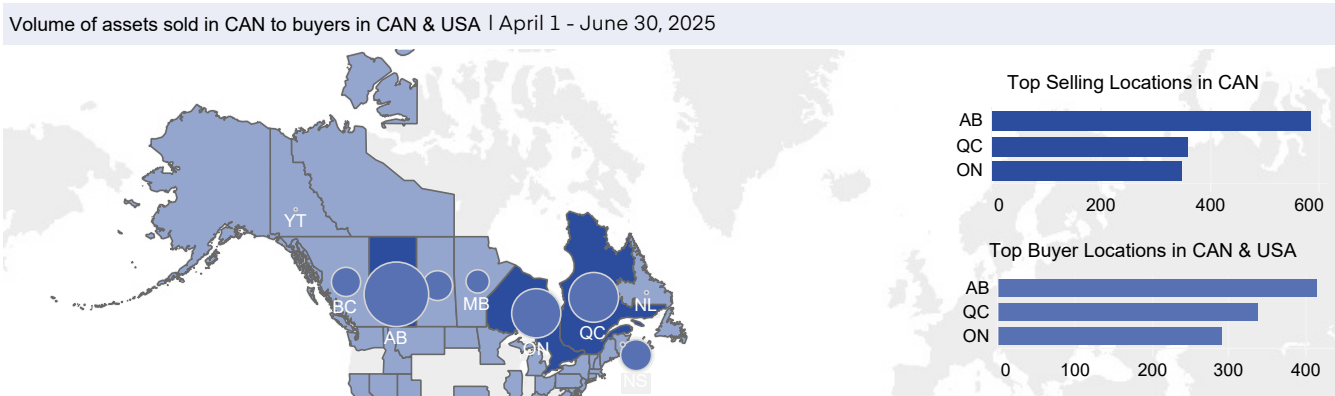 Volume of assets sold in CAN to buyers in CAN & USA | April 1 - June 30, 2025
YT
BC
AB
MB
ON
QC
NL
NS
Top Selling Locations in CAN
AB
QC
ON
0 200 400 600
Top Buyer Locations in CAN & USA
AB
QC
ON
0 100 200 300 400